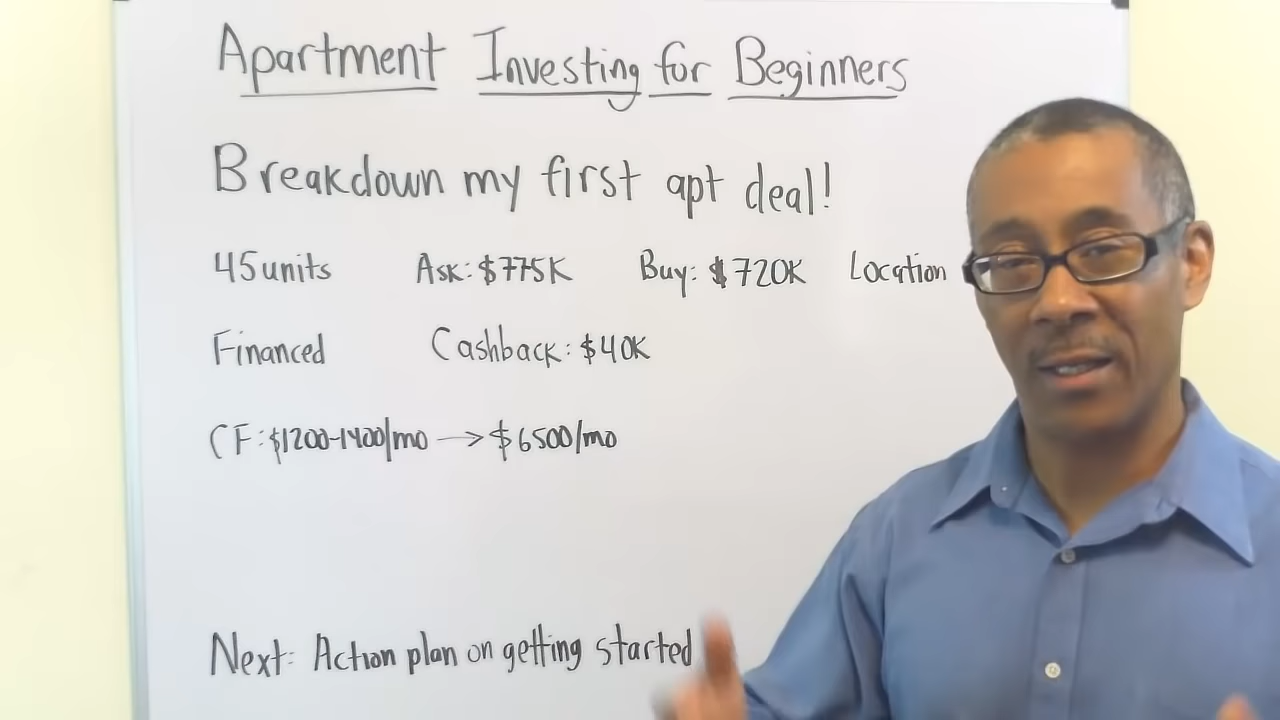 Apartment Investing for Beginners
Breakdown my first apt deal!
45units Ask: $775K Buy: $720K Location
Financed Cashback: $40K
CF: $1200-1400/mo → $6500/mo
Next: Action plan on getting started